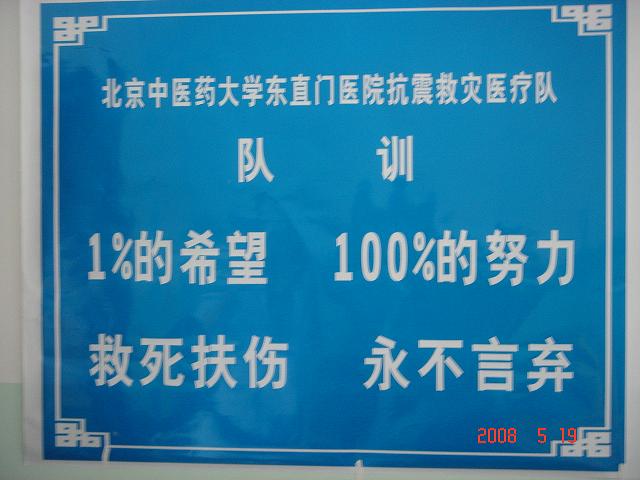 北京中医药大学东直门医院抗震救灾医疗队
队 训
1%的希望 100%的努力
救死扶伤 永不言弃
2008 5 19